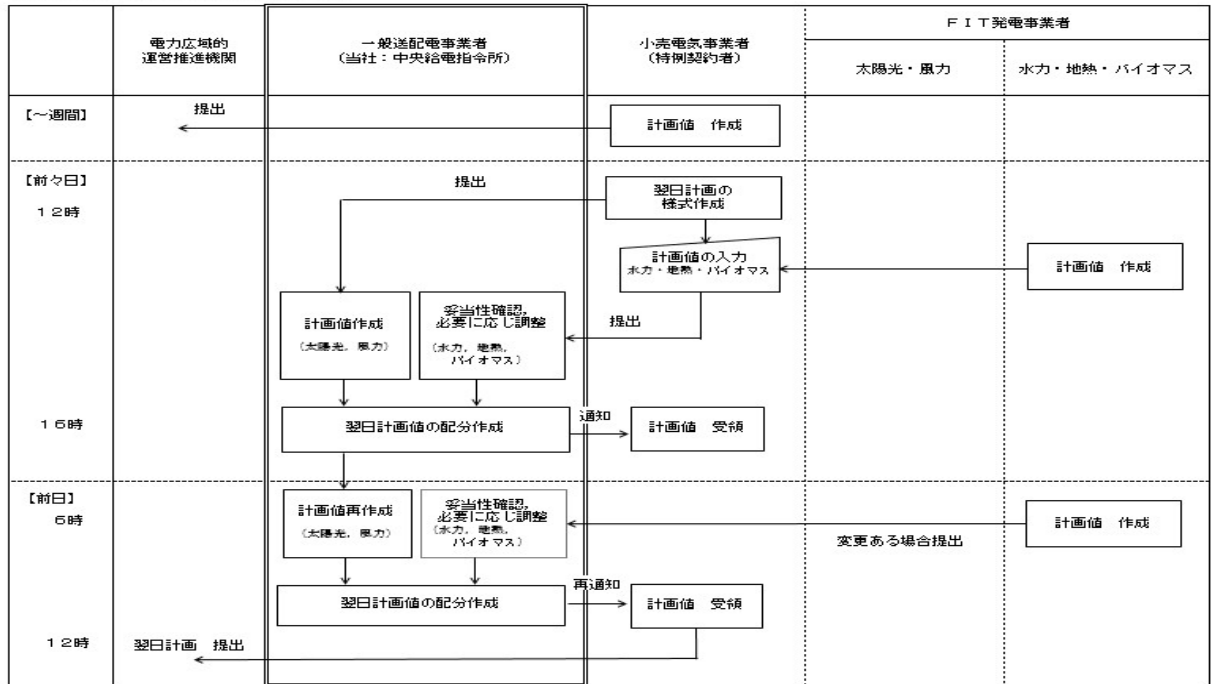 ＦＩＴ発電事業者
電力広域的
運営推進機関
一般送配電事業者
(当社：中央給電指令所)
小売電気事業者
(特例契約者)
太陽光・風力
水力・地熱・バイオマス
【～週間】
提出
計画値　作成
【前々日】
１２時
提出
翌日計画の
様式作成
計画値の入力
水力・地熱・バイオマス
計画値　作成
計画値作成
(太陽光，風力)
妥当性確認，
必要に応じ調整
(水力，地熱，
バイオマス)
提出
１６時
翌日計画値の配分作成
通知
計画値　受領
【前日】
６時
計画値再作成
(太陽光，風力)
妥当性確認，
必要に応じ調整
(水力，地熱，
バイオマス)
変更ある場合提出
計画値　作成
翌日計画値の配分作成
再通知
計画値　受領
１２時
翌日計画　提出